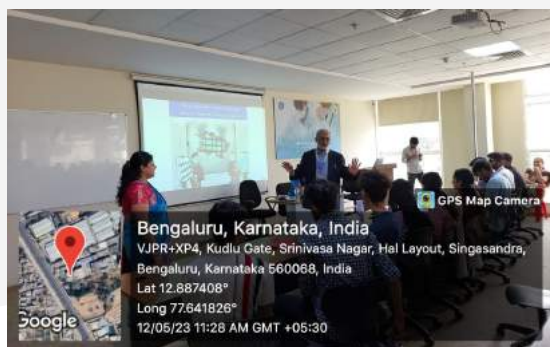 GPS Map Camera
Bengaluru, Karnataka, India
VJPR+XP4, Kudlu Gate, Srinivasa Nagar, Hal Layout, Singasandra,
Bengaluru, Karnataka 560068, India
Lat 12.887408°
Long 77.641826°
12/05/23 11:28 AM GMT +05:30
Google